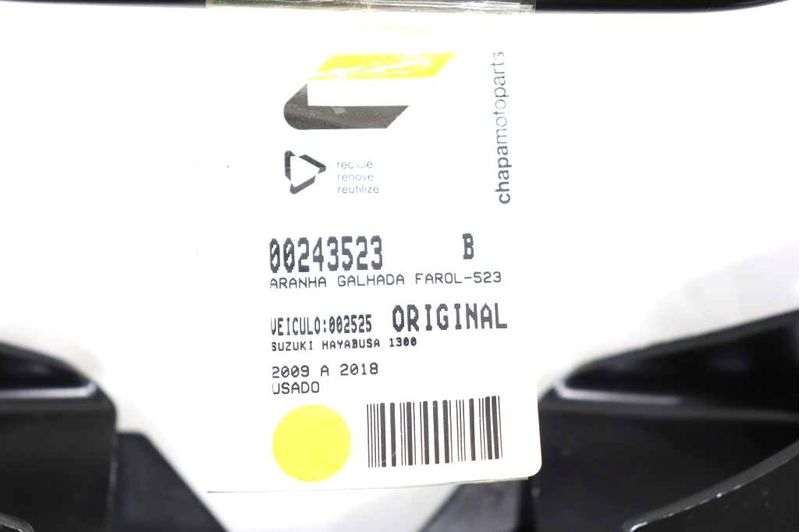 chapamotoparts
recicle
renove
reutilize
00243523 B
ARANHA GALHADA FAROL-523
VEICULO:002525 ORIGINAL
SUZUKI HAYABUSA 1300
2009 A 2018
USADO